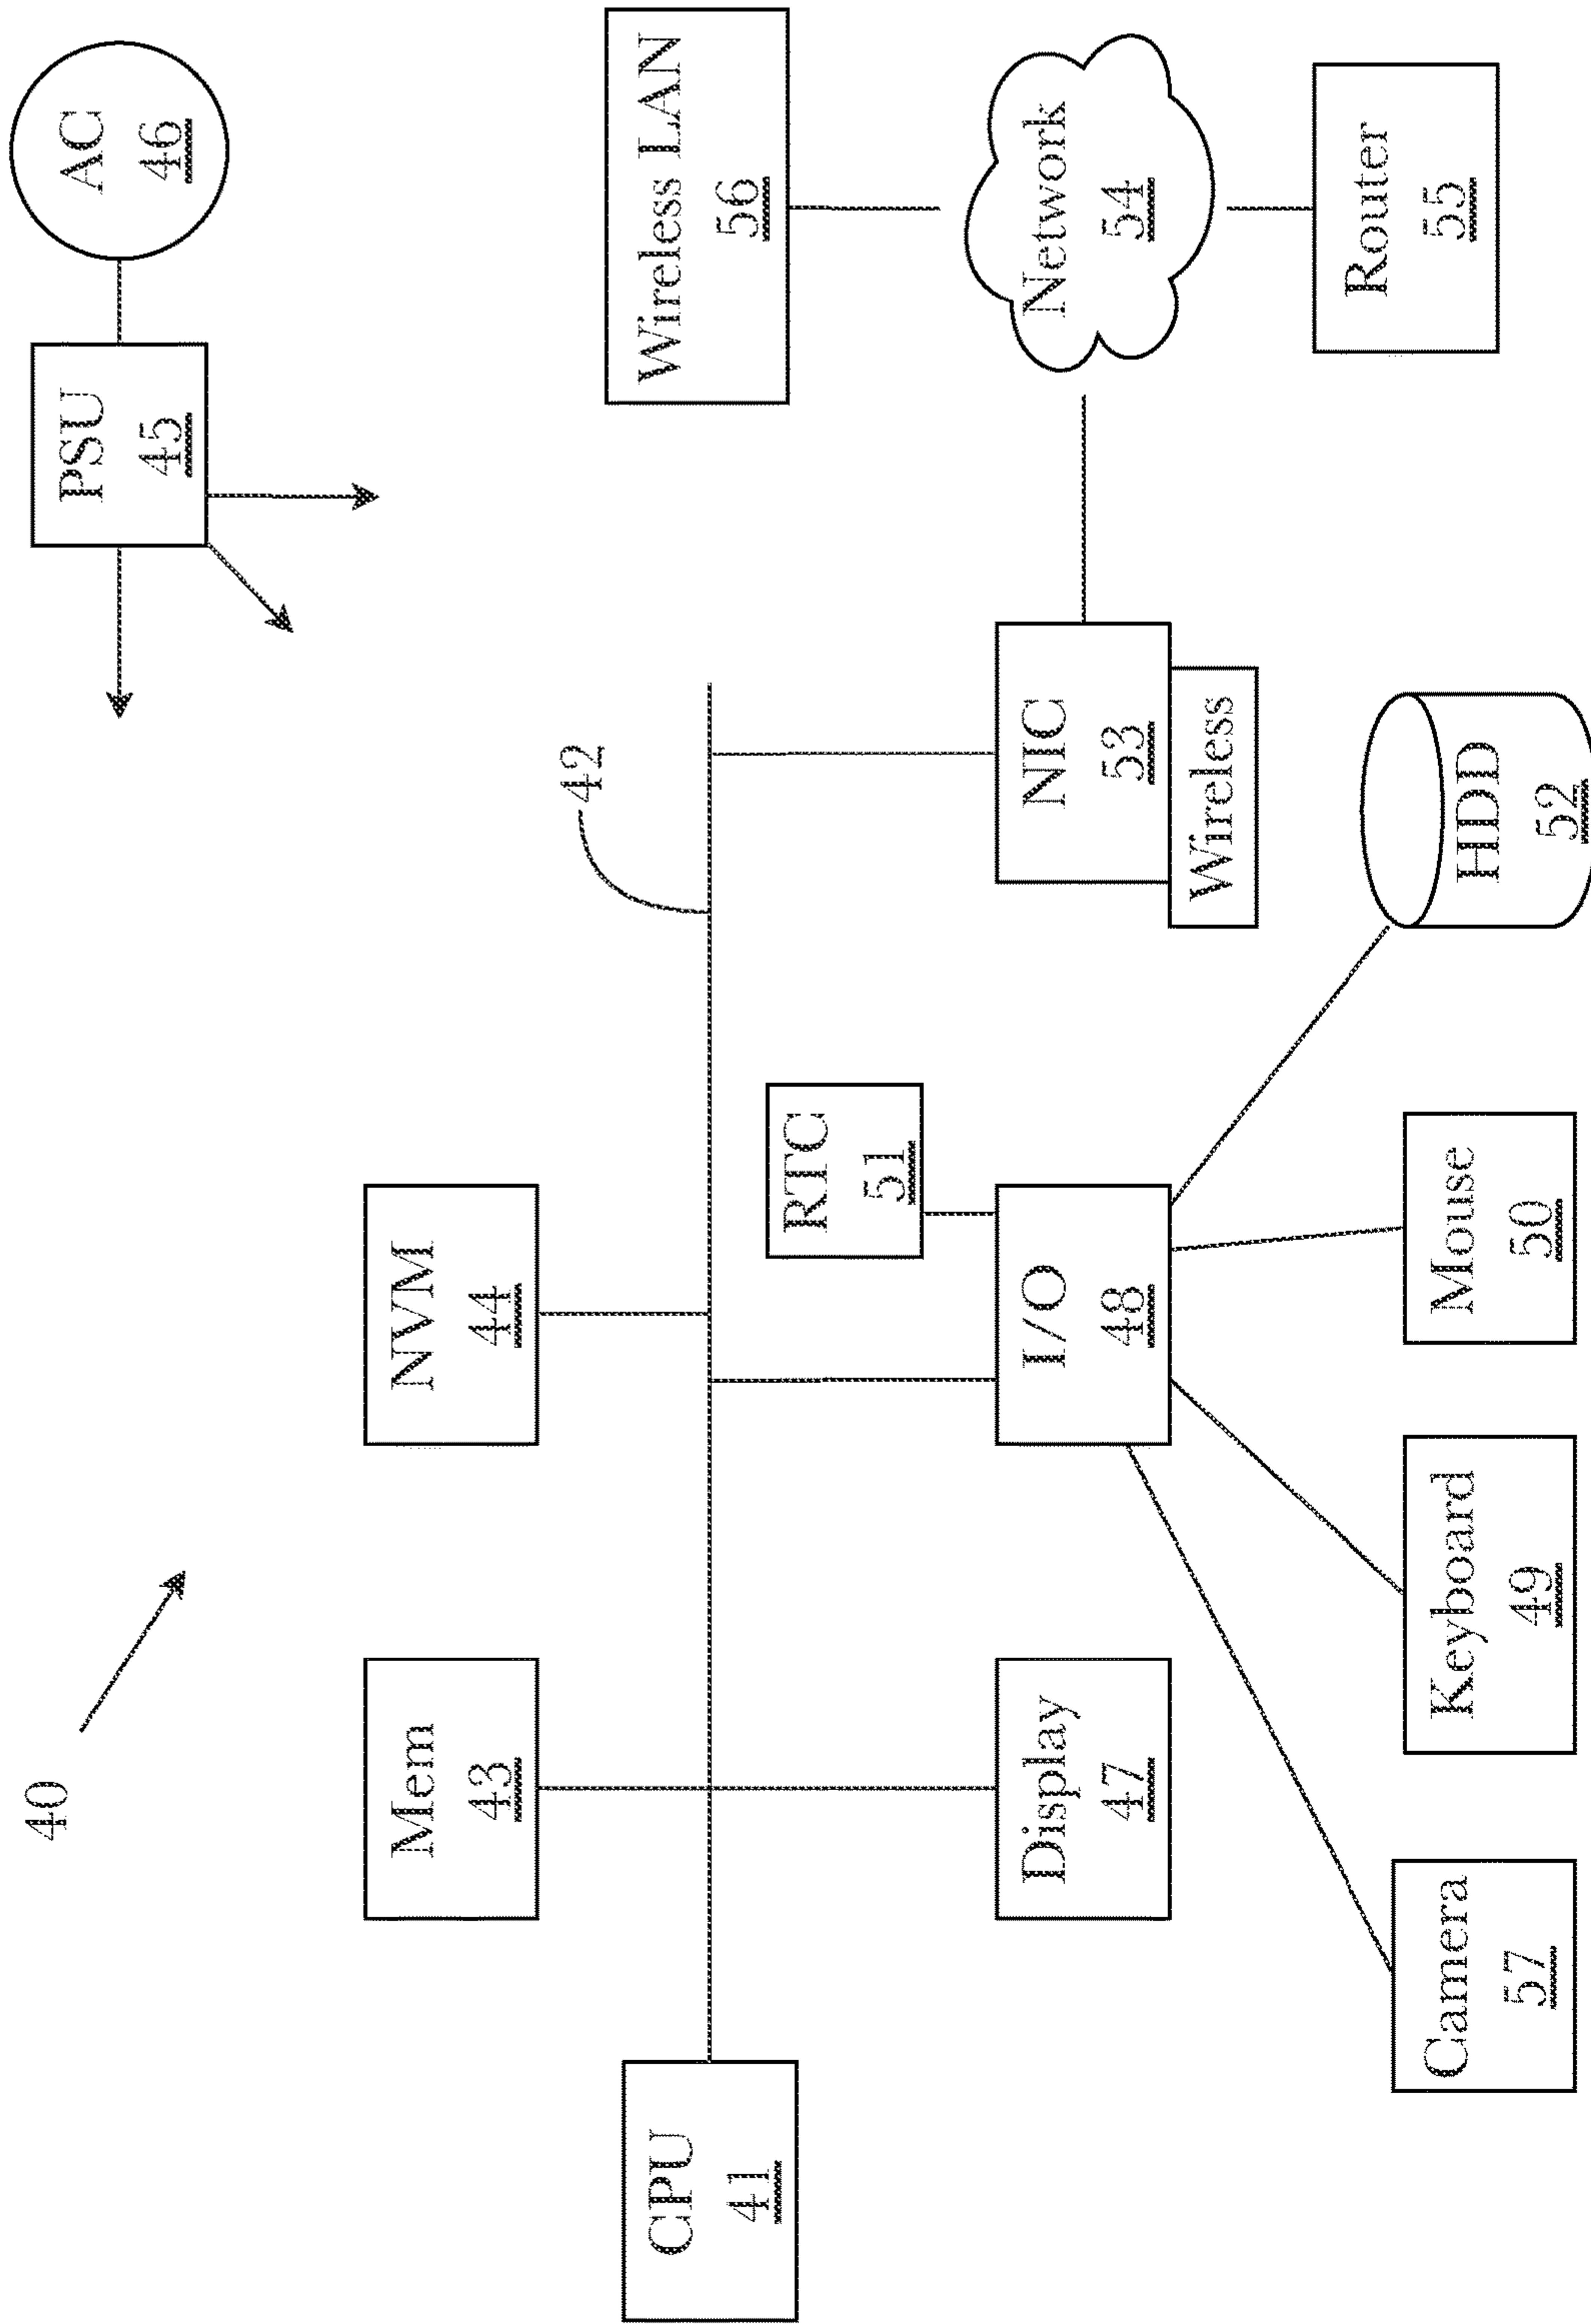 40
PSU
45
AC
46
Mem
43
NVM
44
42
Wireless LAN
56
CPU
41
RTC
51
Display
47
I/O
48
NIC
53
Wireless
Network
54
Router
55
Camera
57
Keyboard
49
Mouse
50
HDD
52